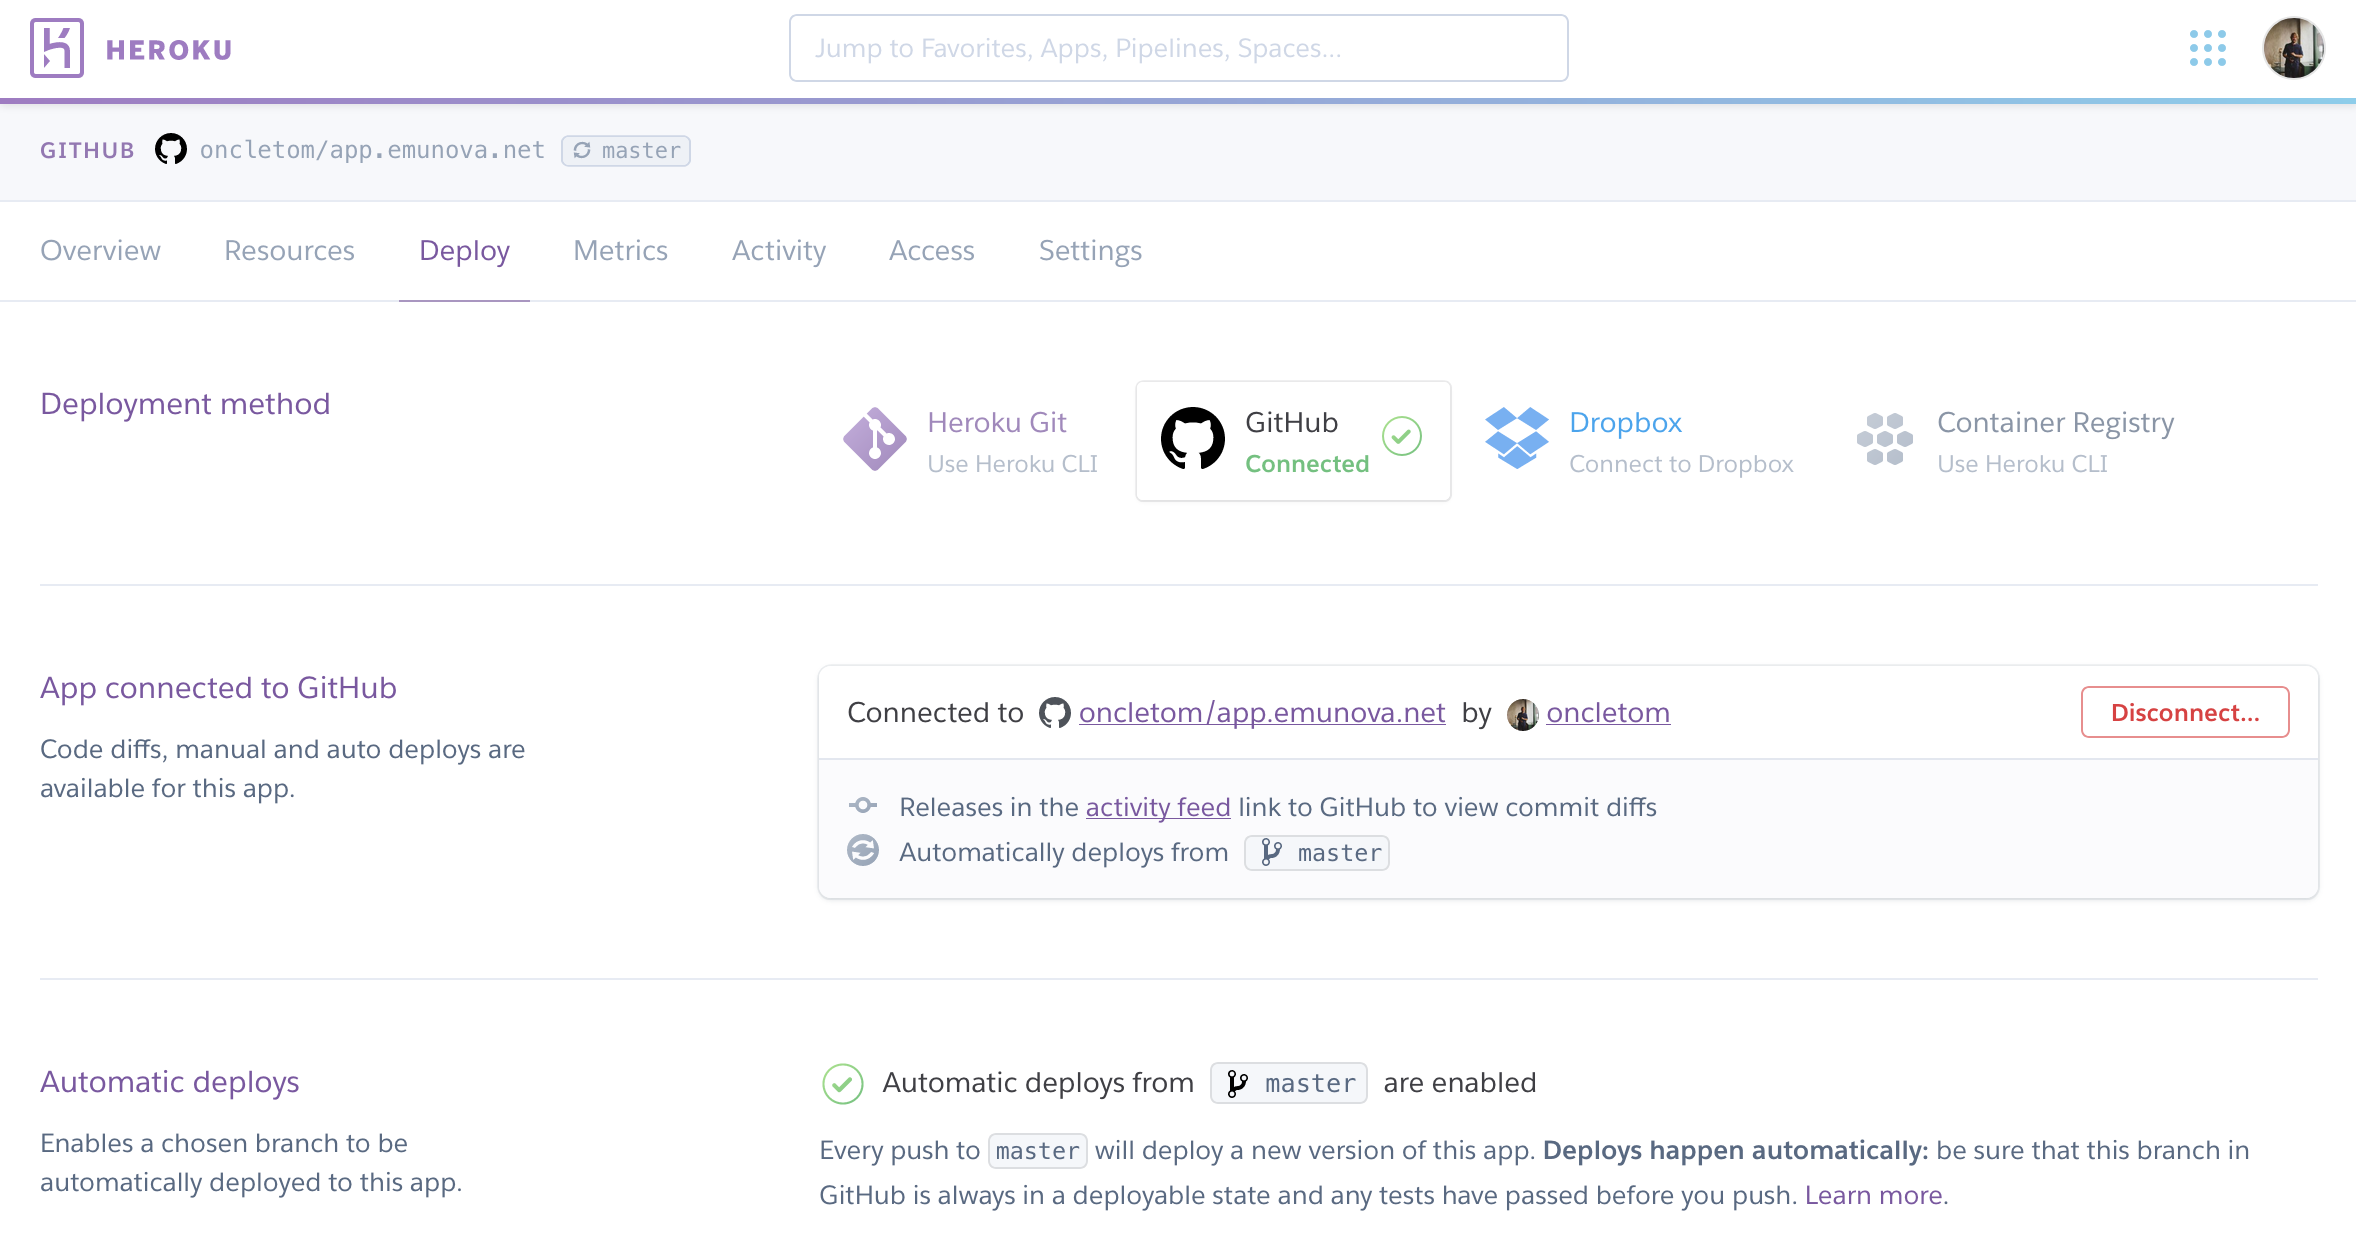 HEROKU
Jump to Favorites, Apps, Pipelines, Spaces...
GITHUB oncletom/app.emunova.net master
Overview Resources Deploy Metrics Activity Access Settings
Deployment method
Heroku Git
Use Heroku CLI
GitHub
Connected
Dropbox
Connect to Dropbox
Container Registry
Use Heroku CLI
App connected to GitHub
Code diffs, manual and auto deploys are
available for this app.
Connected to oncletom/app.emunova.net by oncletom
Disconnect...
Releases in the activity feed link to GitHub to view commit diffs
Automatically deploys from master
Automatic deploys
Enables a chosen branch to be
automatically deployed to this app.
Automatic deploys from master are enabled
Every push to master will deploy a new version of this app. Deploys happen automatically: be sure that this branch in
GitHub is always in a deployable state and any tests have passed before you push. Learn more.